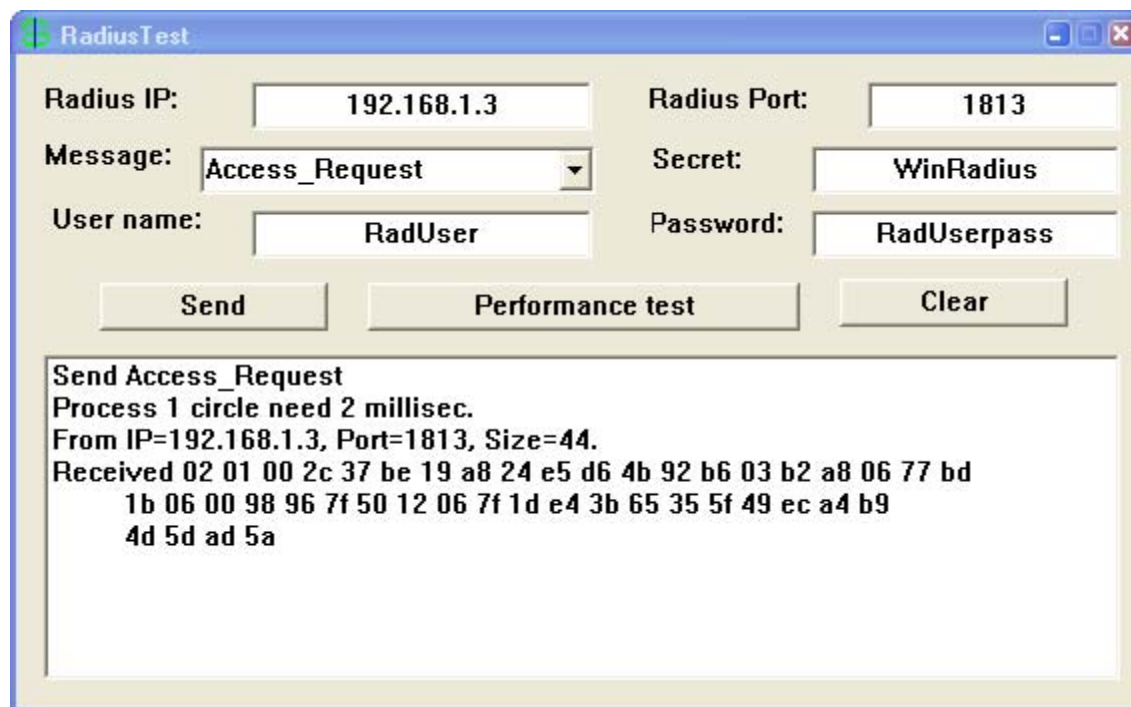 RadiusTest
Radius IP: 192.168.1.3 Radius Port: 1813
Message: Access_Request Secret: WinRadius
User name: RadUser Password: RadUserpass
Send Performance test Clear
Send Access_Request
Process 1 circle need 2 millisec.
From IP=192.168.1.3, Port=1813, Size=44.
Received 02 01 00 2c 37 be 19 a8 24 e5 d6 4b 92 b6 03 b2 a8 06 77 bd
1b 06 00 98 96 7f 50 12 06 7f 1d e4 3b 65 35 5f 49 ec a4 b9
4d 5d ad 5a